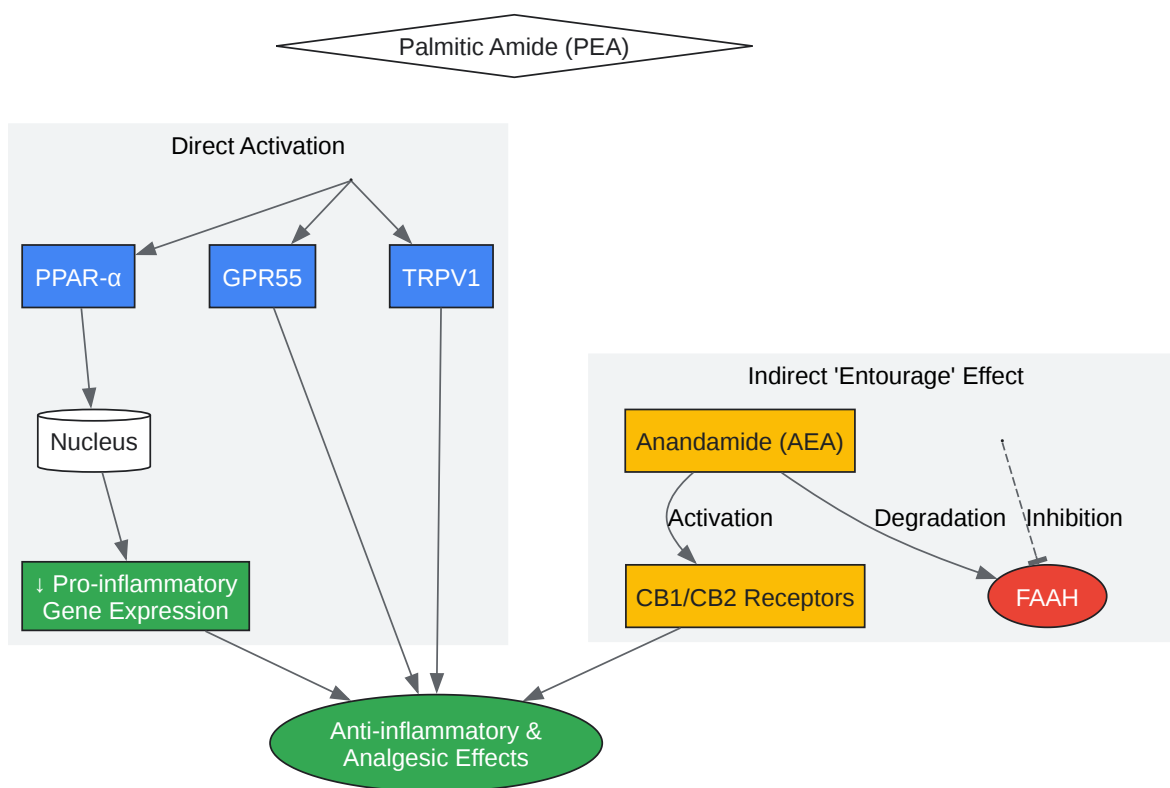 Palmitic Amide (PEA)
Direct Activation
PPAR-α
GPR55
TRPV1
Indirect 'Entourage' Effect
Nucleus
Anandamide (AEA)
Activation
Degradation
Inhibition
↓ Pro-inflammatory
Gene Expression
CB1/CB2 Receptors
FAAH
Anti-inflammatory &
Analgesic Effects